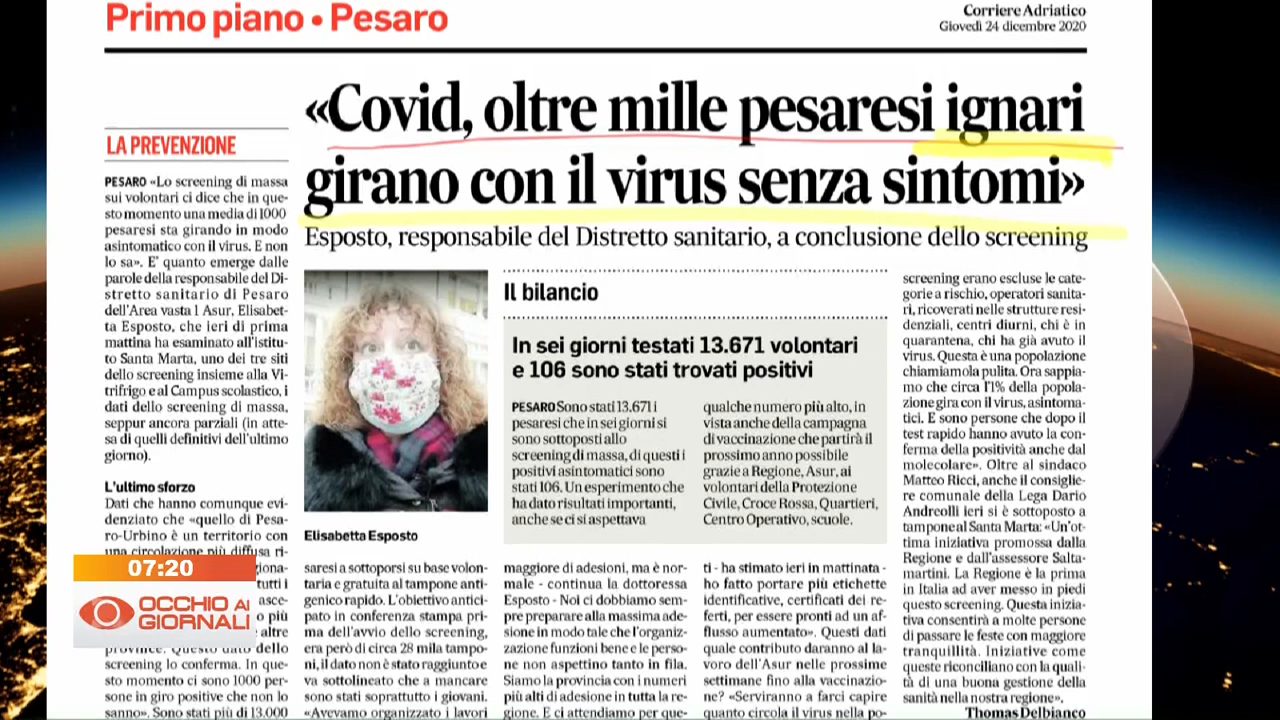 Primo piano • Pesaro
Corriere Adriatico
Giovedì 24 dicembre 2020
«Covid, oltre mille pesaresi ignari
girano con il virus senza sintomi»
Esposto, responsabile del Distretto sanitario, a conclusione dello screening
LA PREVENZIONE
PESARO «Lo screening di massa
sui volontari ci dice che in que-
sto momento una media di 1000
pesaresi sta girando in modo
asintomatico con il virus. E non
lo sa». E' quanto emerge dalle
parole della responsabile del Di-
stretto sanitario di Pesaro
dell'Area vasta 1 Asur, Elisabet-
ta Esposto, che ieri di prima
mattina ha esaminato all'istitu-
to Santa Marta, uno dei tre siti
dello screening insieme alla Vi-
trifrigo e al Campus scolastico, i
dati dello screening di massa,
seppur ancora parziali (in atte-
sa di quelli definitivi dell'ultimo
giorno).
L'ultimo sforzo
Dati che hanno comunque evi-
denziato che «quello di Pesa-
ro-Urbino è un territorio con
una circolazione più diffusa ri-
giona-
tutti i
asce-
o più
altre
province. Questo dato dello
screening lo conferma. In que-
sto momento ci sono 1000 per-
sone in giro positive che non lo
sanno». Sono stati più di 13.000
Elisabetta Esposto
saresi a sottoporsi su base volon-
taria e gratuita al tampone anti-
genico rapido. L'obiettivo antici-
pato in conferenza stampa pri-
ma dell'avvio dello screening,
era però di circa 28 mila tampo-
ni, il dato non è stato raggiunto e
va sottolineato che a mancare
sono stati soprattutto i giovani.
«Avevamo organizzato i lavori
Il bilancio
In sei giorni testati 13.671 volontari
e 106 sono stati trovati positivi
PESARO Sono stati 13.671 i
pesaresi che in sei giorni si
sono sottoposti allo
screening di massa, di questi i
positivi asintomatici sono
stati 106. Un esperimento che
ha dato risultati importanti,
anche se ci si aspettava
qualche numero più alto, in
vista anche della campagna
di vaccinazione che partirà il
prossimo anno possibile
grazie a Regione, Asur, ai
volontari della Protezione
Civile, Croce Rossa, Quartieri,
Centro Operativo, scuole.
maggiore di adesioni, ma è nor-
male - continua la dottoressa
Esposto - Noi ci dobbiamo sem-
pre preparare alla massima ade-
sione in modo tale che l'organiz-
zazione funzioni bene e le perso-
ne non aspettino tanto in fila.
Siamo la provincia con i numeri
più alti di adesione in tutta la re-
gione. E ci attendiamo per que-
ti - ha stimato ieri in mattinata -
ho fatto portare più etichette
identificative, certificati dei re-
ferti, per essere pronti ad un af-
flusso aumentato». Questi dati
quale contributo daranno al la-
voro dell'Asur nelle prossime
settimane fino alla vaccinazio-
ne? «Serviranno a farci capire
quanto circola il virus nella po-
screening erano escluse le cate-
gorie a rischio, operatori sanita-
ri, ricoverati nelle strutture resi-
denziali, centri diurni, chi è in
quarantena, chi ha già avuto il
virus. Questa è una popolazione
chiamiamola pulita. Ora sappia-
mo che circa l'1% della popola-
zione gira con il virus, asintoma-
tici. E sono persone che dopo il
test rapido hanno avuto la con-
ferma della positività anche dal
molecolare». Oltre al sindaco
Matteo Ricci, anche il consiglie-
re comunale della Lega Dario
Andreolli ieri si è sottoposto a
tampone al Santa Marta: «Un'ot-
tima iniziativa promossa dalla
Regione e dall'assessore Salta-
martini. La Regione è la prima
in Italia ad aver messo in piedi
questo screening. Questa inizia-
tiva consentirà a molte persone
di passare le feste con maggiore
tranquillità. Iniziative come
queste riconciliano con la quali-
tà di una buona gestione della
sanità nella nostra regione».
Thomas Delbianco
07:20
OCCHIO AI
GIORNALI